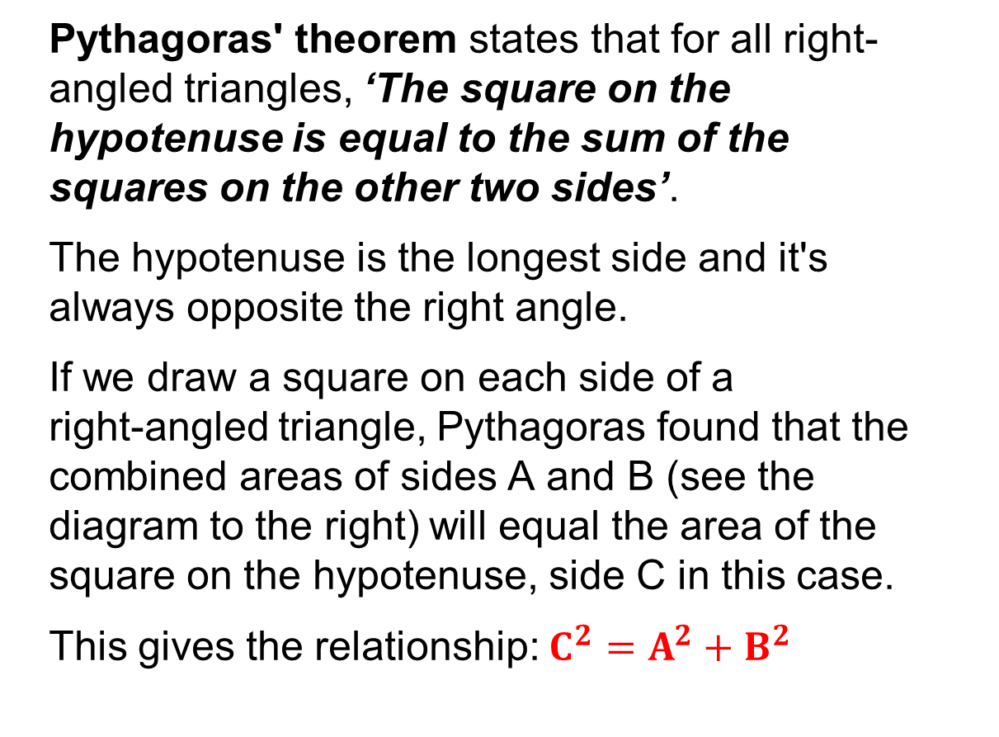 Pythagoras' theorem states that for all right-
angled triangles, ‘The square on the
hypotenuse is equal to the sum of the
squares on the other two sides’.
The hypotenuse is the longest side and it's
always opposite the right angle.
If we draw a square on each side of a
right-angled triangle, Pythagoras found that the
combined areas of sides A and B (see the
diagram to the right) will equal the area of the
square on the hypotenuse, side C in this case.
This gives the relationship: C² = A² + B²